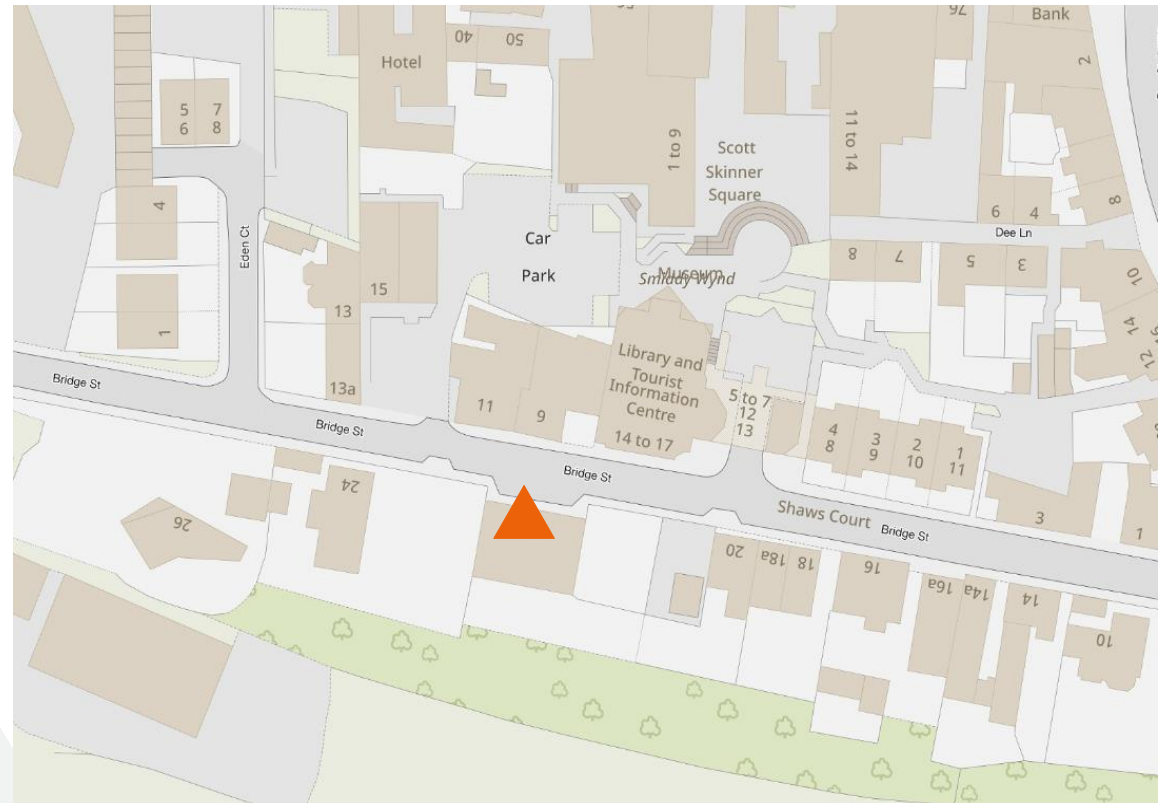 76
Bank
2
40
50
Hotel
5 7
6 8
1 to 9
11 to 14
Scott
Skinner
Square
4
6 4
8
Dee Ln
Eden Ct
Car
Park
Museum
Smiddy Wynd
8 7
5
3
10
15
13
14
16
12
1
Library and
Tourist
Information
Centre
14 to 17
Bridge St
13a
11
9
5 to 7
12
13
4
8
3
9
2
10
1
11
Bridge St
Bridge St
Shaws Court
Bridge St
3
1
24
26
20
18a
18
16
16a
14a
14
10